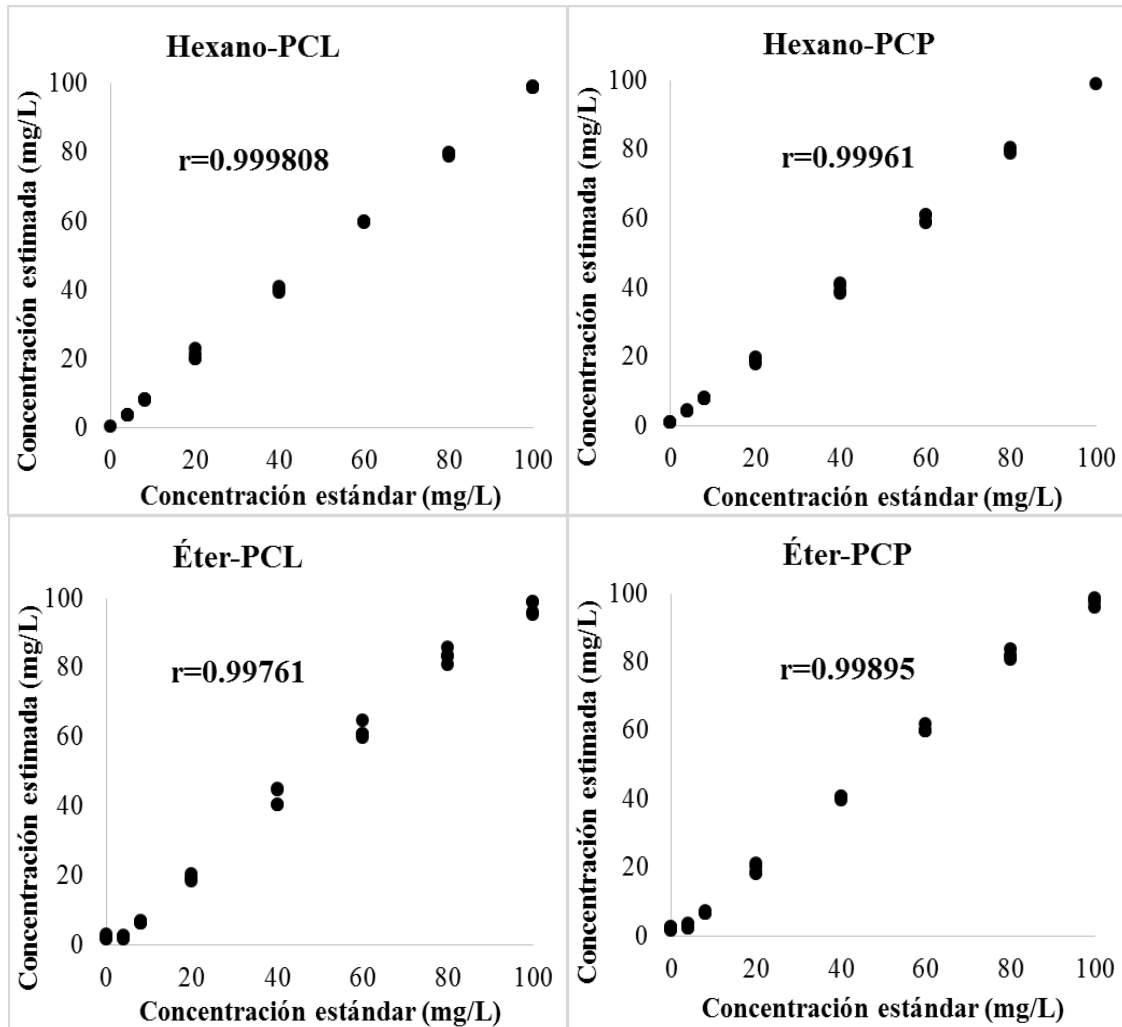 Hexano-PCL
Concentración estimada (mg/L)
100
80
60
40
20
0
r=0.999808
0 20 40 60 80 100
Concentración estándar (mg/L)
Hexano-PCP
Concentración estimada (mg/L)
100
80
60
40
20
0
r=0.99961
0 20 40 60 80 100
Concentración estándar (mg/L)
Éter-PCL
Concentración estimada (mg/L)
100
80
60
40
20
0
r=0.99761
0 20 40 60 80 100
Concentración estándar (mg/L)
Éter-PCP
Concentración estimada (mg/L)
100
80
60
40
20
0
r=0.99895
0 20 40 60 80 100
Concentración estándar (mg/L)